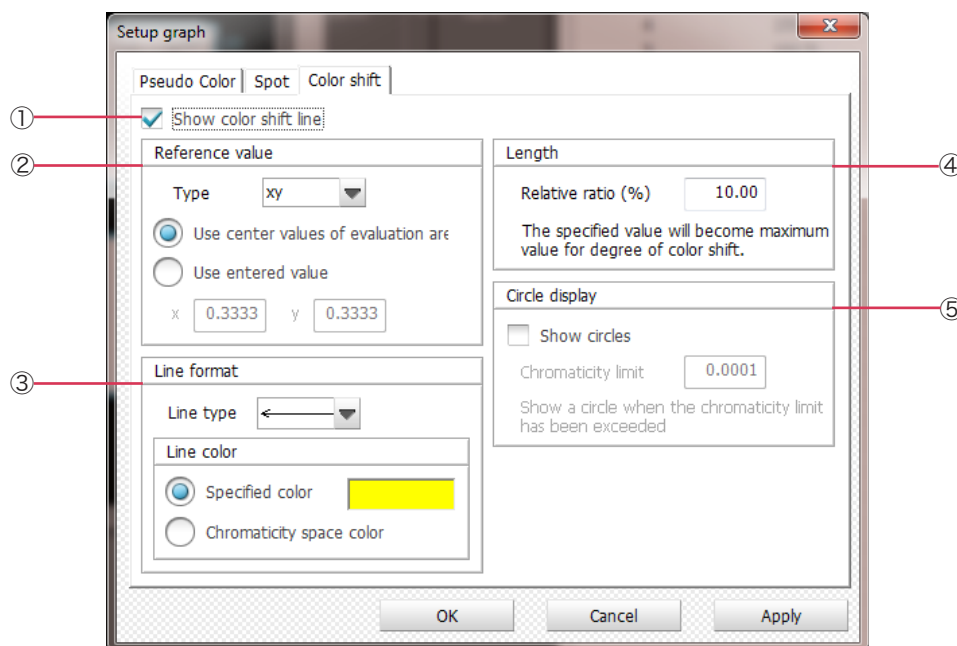 Setup graph
Pseudo Color
Spot
Color shift
① Show color shift line
② Reference value
Type xy
Use center values of evaluation are
Use entered value
x 0.3333 y 0.3333
③ Line format
Line type
Line color
Specified color
Chromaticity space color
④ Length
Relative ratio (%) 10.00
The specified value will become maximum
value for degree of color shift.
⑤ Circle display
Show circles
Chromaticity limit 0.0001
Show a circle when the chromaticity limit
has been exceeded
OK
Cancel
Apply